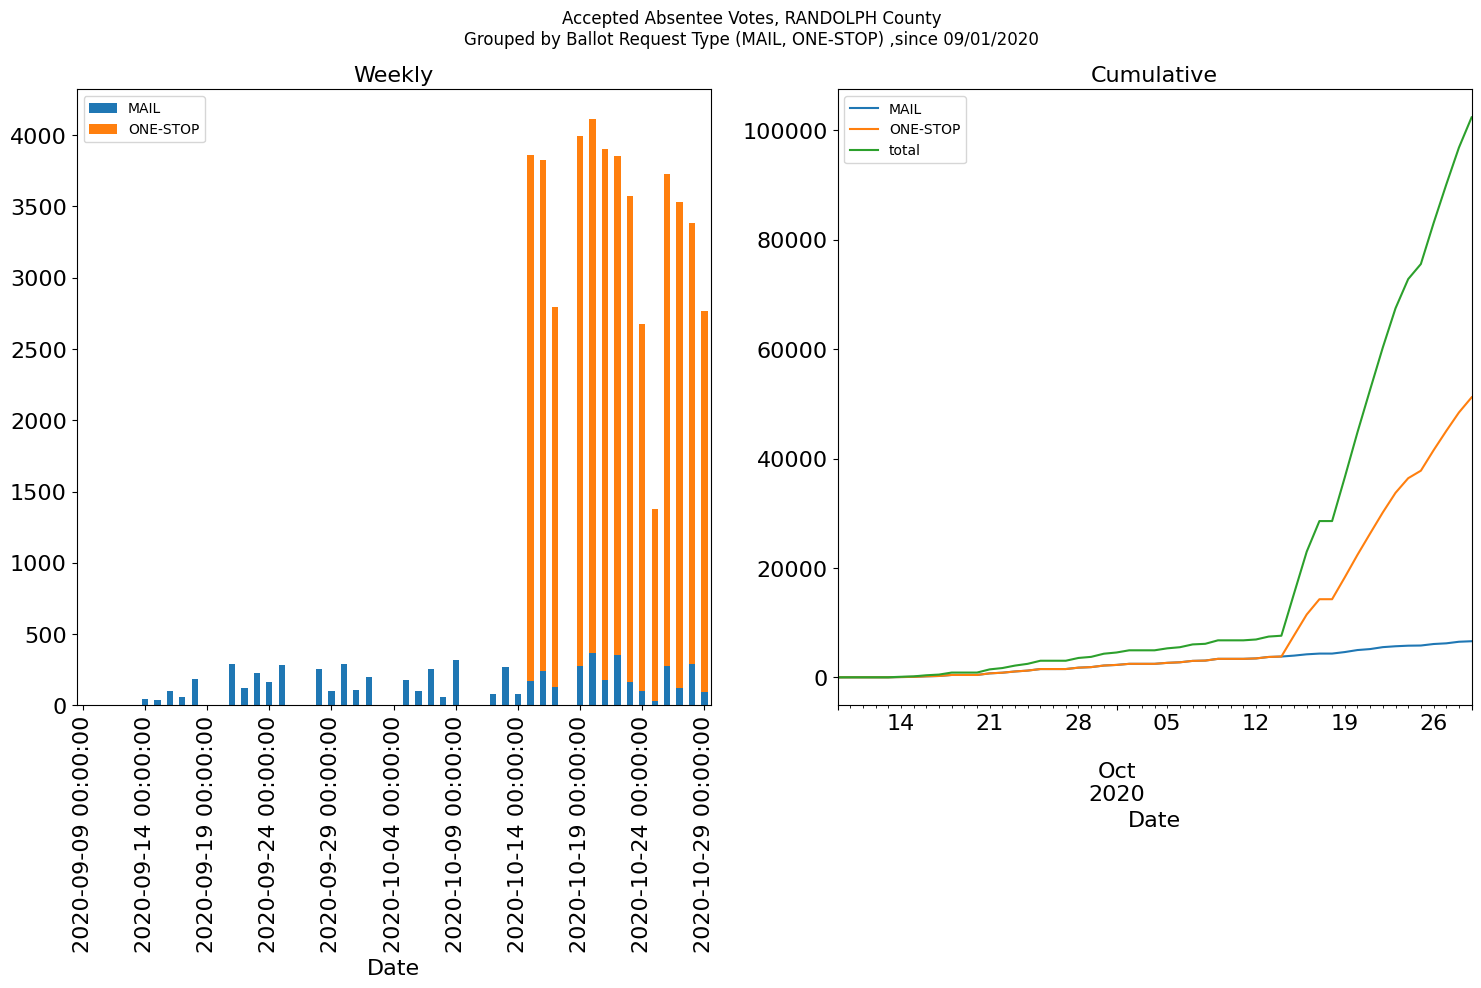 Accepted Absentee Votes, RANDOLPH County
Grouped by Ballot Request Type (MAIL, ONE-STOP) ,since 09/01/2020
Weekly
MAIL
ONE-STOP
4000
3500
3000
2500
2000
1500
1000
500
0
2020-09-09 00:00:00
2020-09-14 00:00:00
2020-09-19 00:00:00
2020-09-24 00:00:00
2020-09-29 00:00:00
2020-10-04 00:00:00
2020-10-09 00:00:00
2020-10-14 00:00:00
2020-10-19 00:00:00
2020-10-24 00:00:00
2020-10-29 00:00:00
Date
Cumulative
MAIL
ONE-STOP
total
100000
80000
60000
40000
20000
0
14 21 28 05 12 19 26
Oct
2020
Date